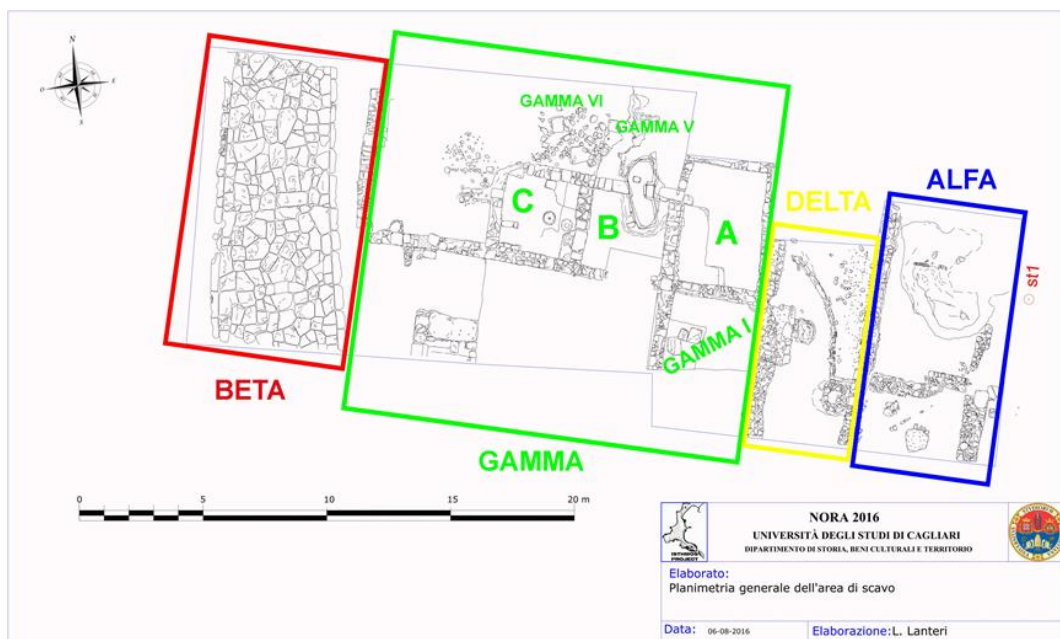 N
E
O
S
GAMMA VI
GAMMA V
C
B
A
GAMMA I
DELTA
ALFA
st1
BETA
GAMMA
0 5 10 15 20 m
ISTHMOS
PROJECT
NORA 2016
UNIVERSITÀ DEGLI STUDI DI CAGLIARI
DIPARTIMENTO DI STORIA, BENI CULTURALI E TERRITORIO
Elaborato:
Planimetria generale dell'area di scavo
Data: 06-08-2016
Elaborazione: L. Lanteri